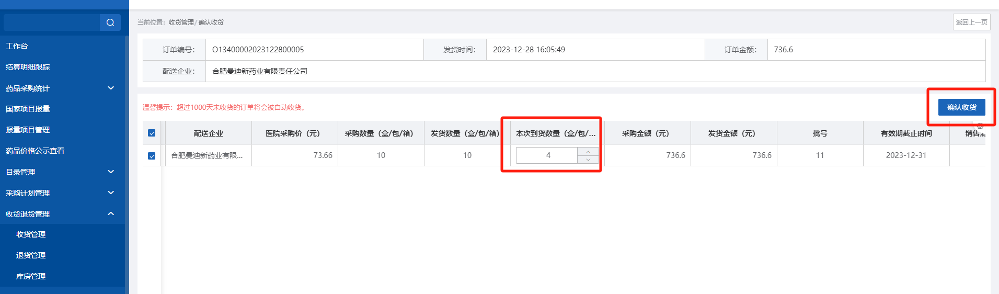 当前位置：收货管理/ 确认收货
返回上一页
工作台
结算明细跟踪
药品采购统计
国家项目报量
报量项目管理
药品价格公示查看
目录管理
采购计划管理
收货退货管理
收货管理
退货管理
库房管理
订单编号： O13400002023122800005 发货时间： 2023-12-28 16:05:49 订单金额： 736.6
配送企业： 合肥曼迪新药业有限责任公司
温馨提示：超过1000天未收货的订单将会被自动收货。
确认收货
配送企业 医院采购价（元） 采购数量（盒/包/箱） 发货数量（盒/包/箱） 本次到货数量（盒/包/... 采购金额（元） 发货金额（元） 批号 有效期截止时间 销售
合肥曼迪新药业有限... 73.66 10 10 4 736.6 736.6 11 2023-12-31